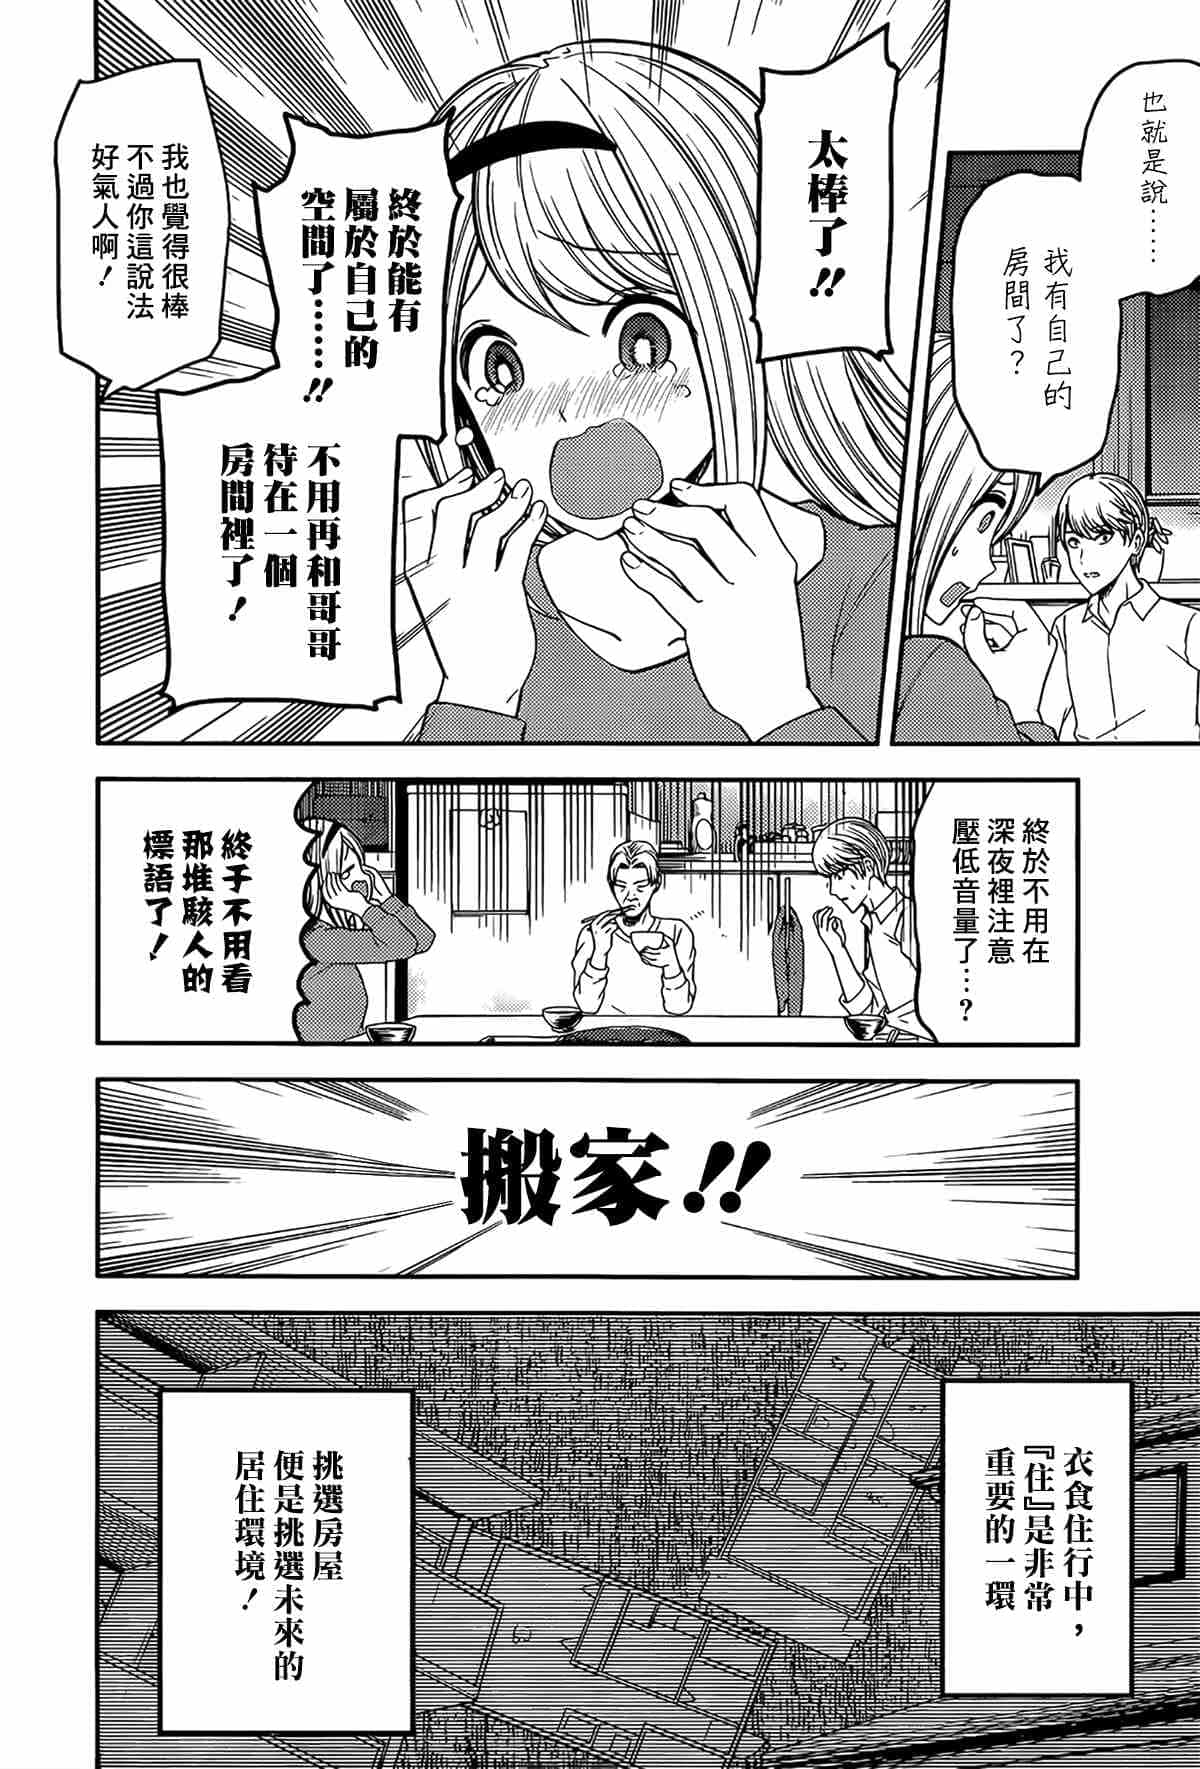 也就是說……
我有自己的
房間了？
太棒了!!
終於能有
屬於自己的
空間了……!!
不用再和哥哥
待在一個
房間裡了！
我也覺得很棒
不過你這說法
好氣人啊！
終於不用在
深夜裡注意
壓低音量了…？
終于不用看
那堆駭人的
標語了！
搬家!!
衣食住行中，
『住』是非常
重要的一環
挑選房屋
便是挑選未來的
居住環境！